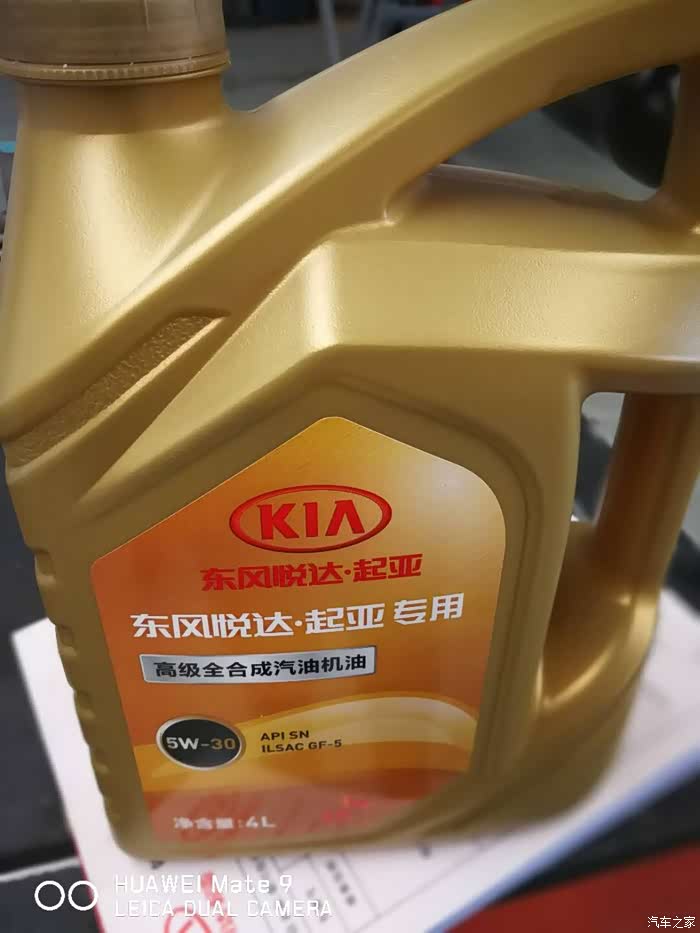 KIA
东风悦达·起亚
东风悦达·起亚 专用
高级全合成汽油机油
5W-30
API SN
ILSAC GF-5
净含量:4L
HUAWEI Mate 9
LEICA DUAL CAMERA
汽车之家